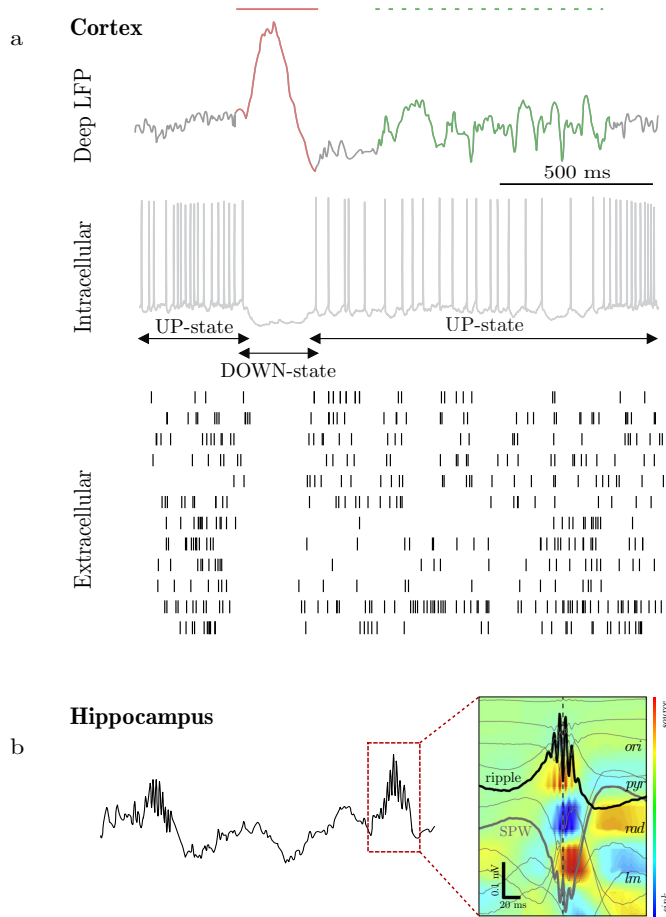 a
Cortex
Deep LFP
500 ms
Intracellular
UP-state
UP-state
DOWN-state
Extracellular
Hippocampus
b
source
ori
ripple
pyr
SPW
rad
lm
0.1 mV
20 ms